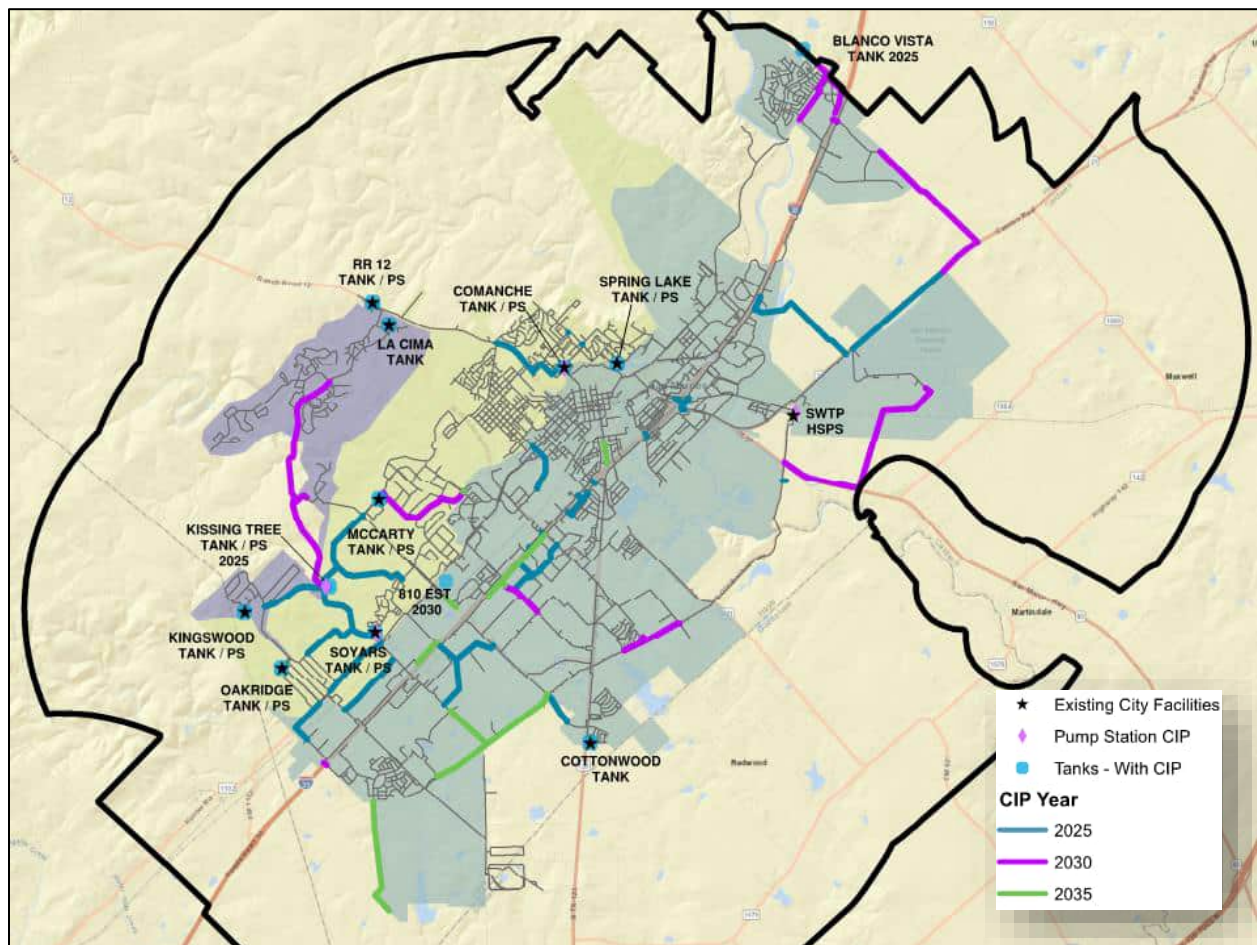 BLANCO VISTA
TANK 2025
RR 12
TANK / PS
LA CIMA
TANK
COMANCHE
TANK / PS
SPRING LAKE
TANK / PS
SWTP
HSPS
Maxwell
KISSING TREE
TANK / PS
2025
MCCARTY
TANK / PS
810 EST
2030
Martindale
KINGSWOOD
TANK / PS
SOYARS
TANK / PS
OAKRIDGE
TANK / PS
COTTONWOOD
TANK
Redwood
Existing City Facilities
Pump Station CIP
Tanks - With CIP
CIP Year
2025
2030
2035